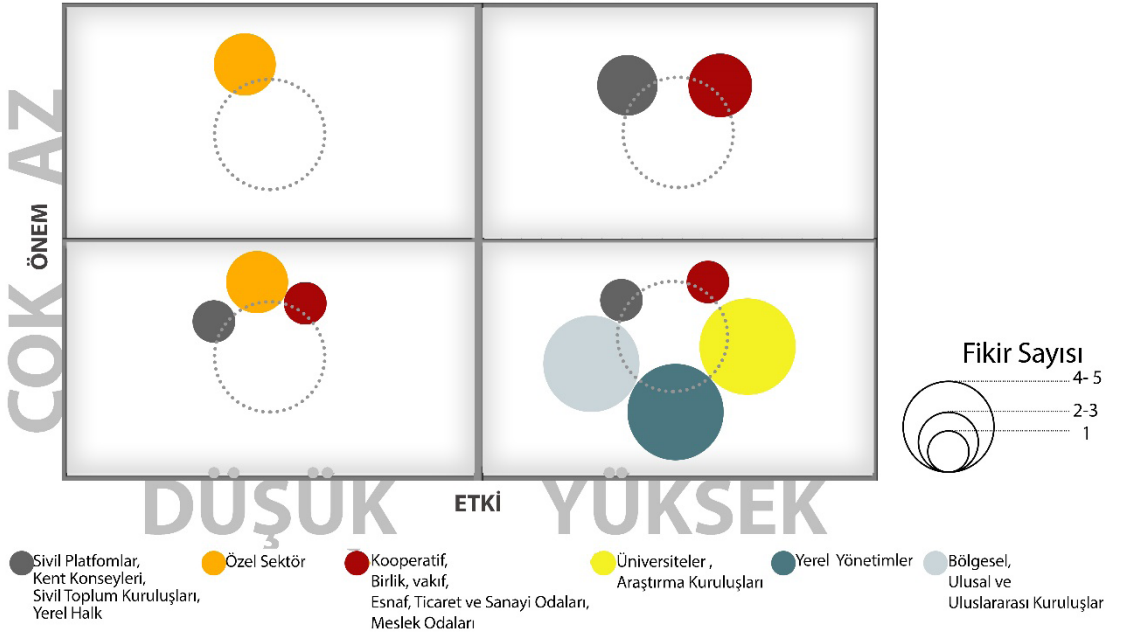 AZ
ÖNEM
COK
DÜŞÜK
ETKİ
YÜKSEK
Fikir Sayısı
4- 5
2-3
1
Sivil Platfomlar,
Kent Konseyleri,
Sivil Toplum Kuruluşları,
Yerel Halk
Özel Sektör
Kooperatif,
Birlik, vakıf,
Esnaf, Ticaret ve Sanayi Odaları,
Meslek Odaları
Üniversiteler ,
Araştırma Kuruluşları
Yerel Yönetimler
Bölgesel,
Ulusal ve
Uluslararası Kuruluşlar